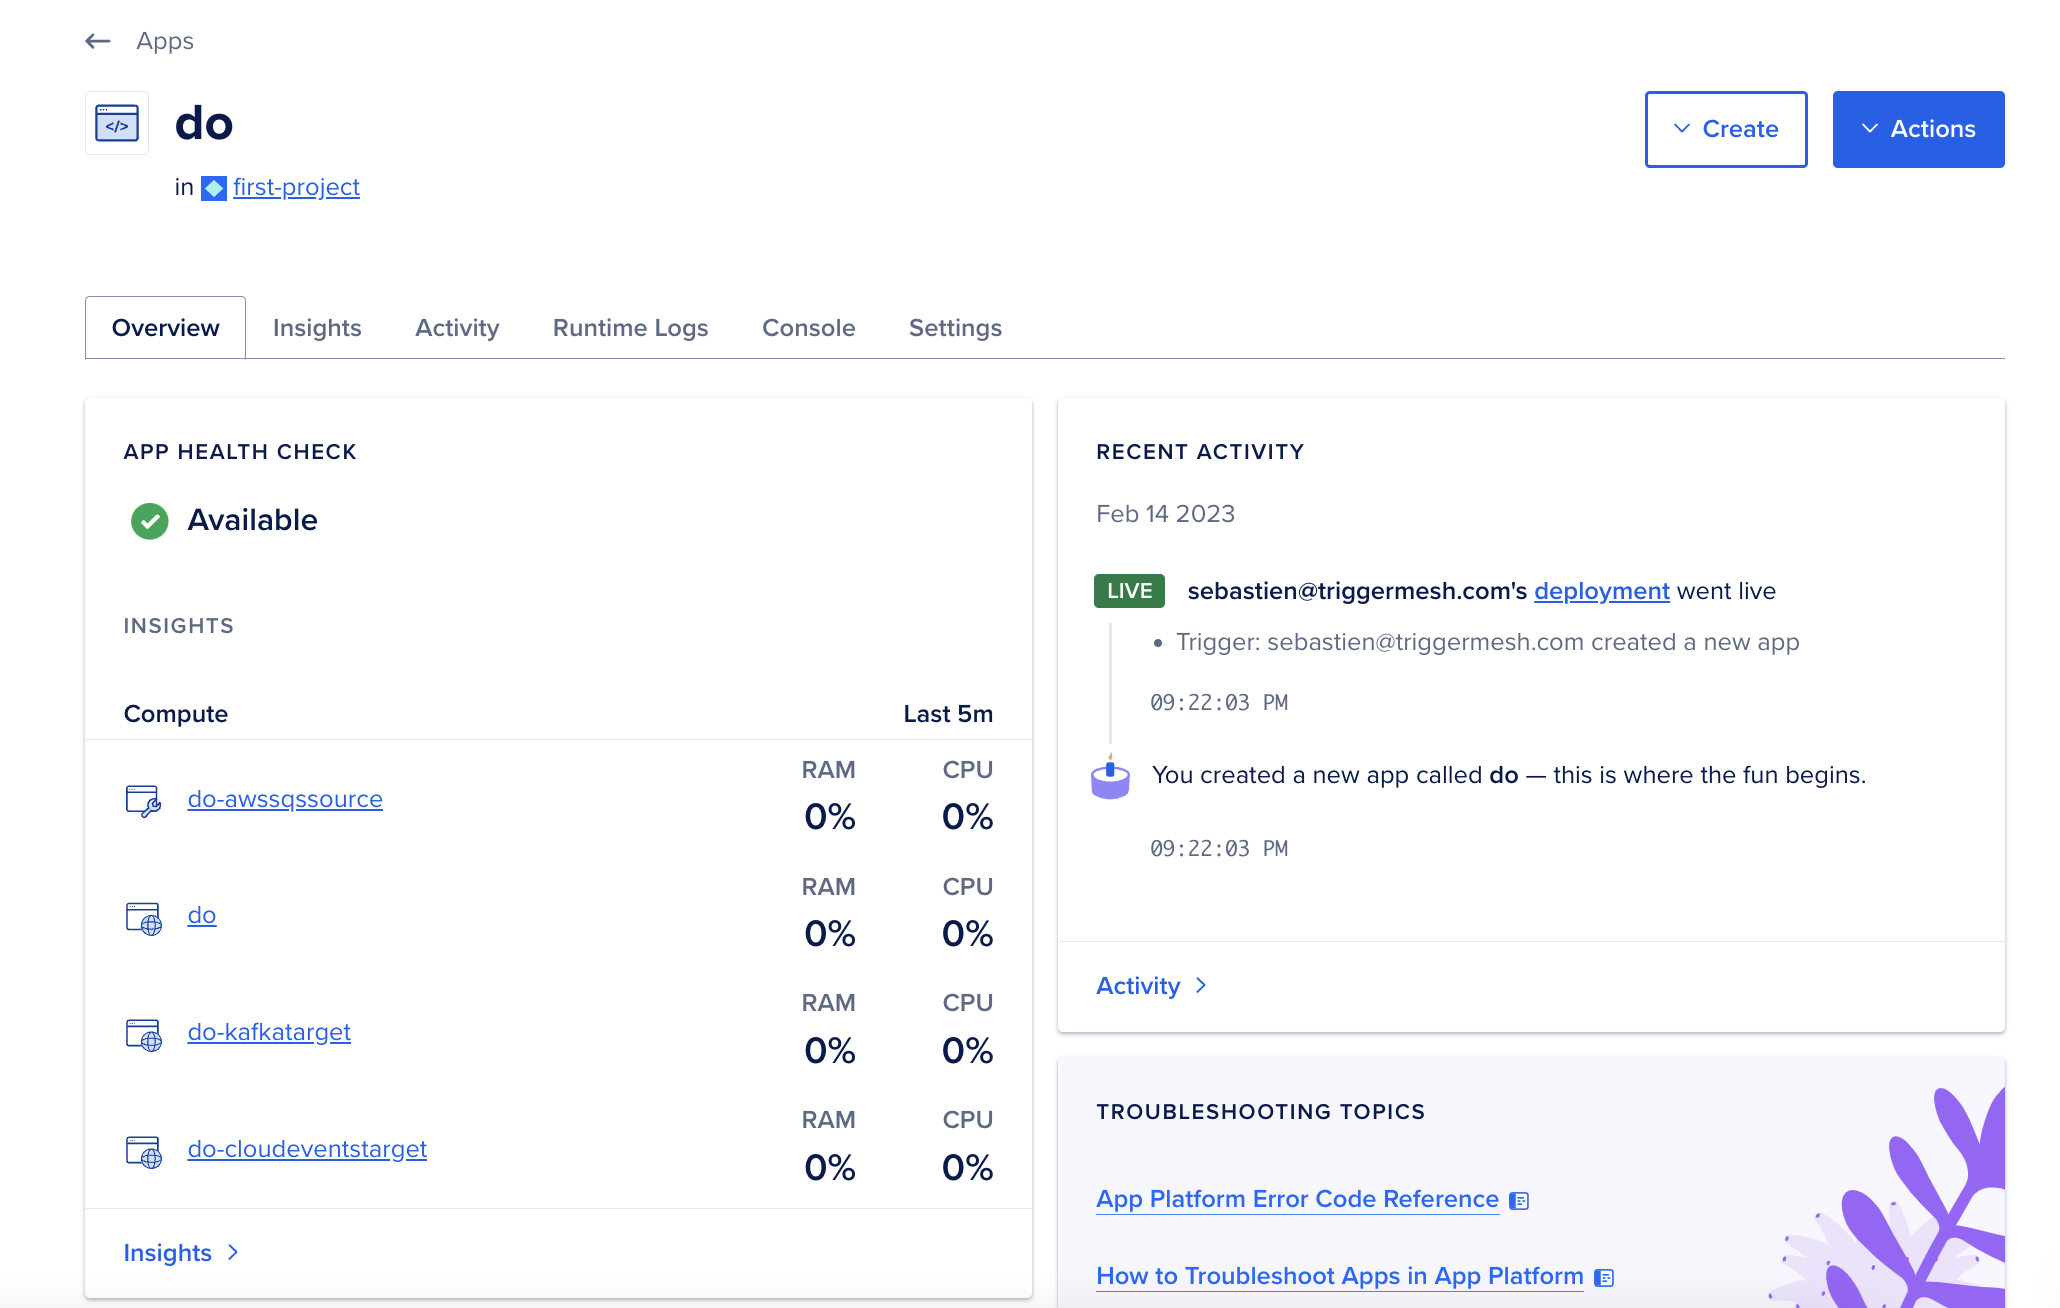 Apps
</>
do
in first-project
Create
Actions
Overview
Insights
Activity
Runtime Logs
Console
Settings
APP HEALTH CHECK
Available
INSIGHTS
Compute
Last 5m
RAM CPU
do-awssqssource
0% 0%
RAM CPU
do
0% 0%
RAM CPU
do-kafkatarget
0% 0%
RAM CPU
do-cloudeventstarget
0% 0%
Insights
RECENT ACTIVITY
Feb 14 2023
LIVE sebastien@triggermesh.com's deployment went live
• Trigger: sebastien@triggermesh.com created a new app
09:22:03 PM
You created a new app called do — this is where the fun begins.
09:22:03 PM
Activity
TROUBLESHOOTING TOPICS
App Platform Error Code Reference
How to Troubleshoot Apps in App Platform